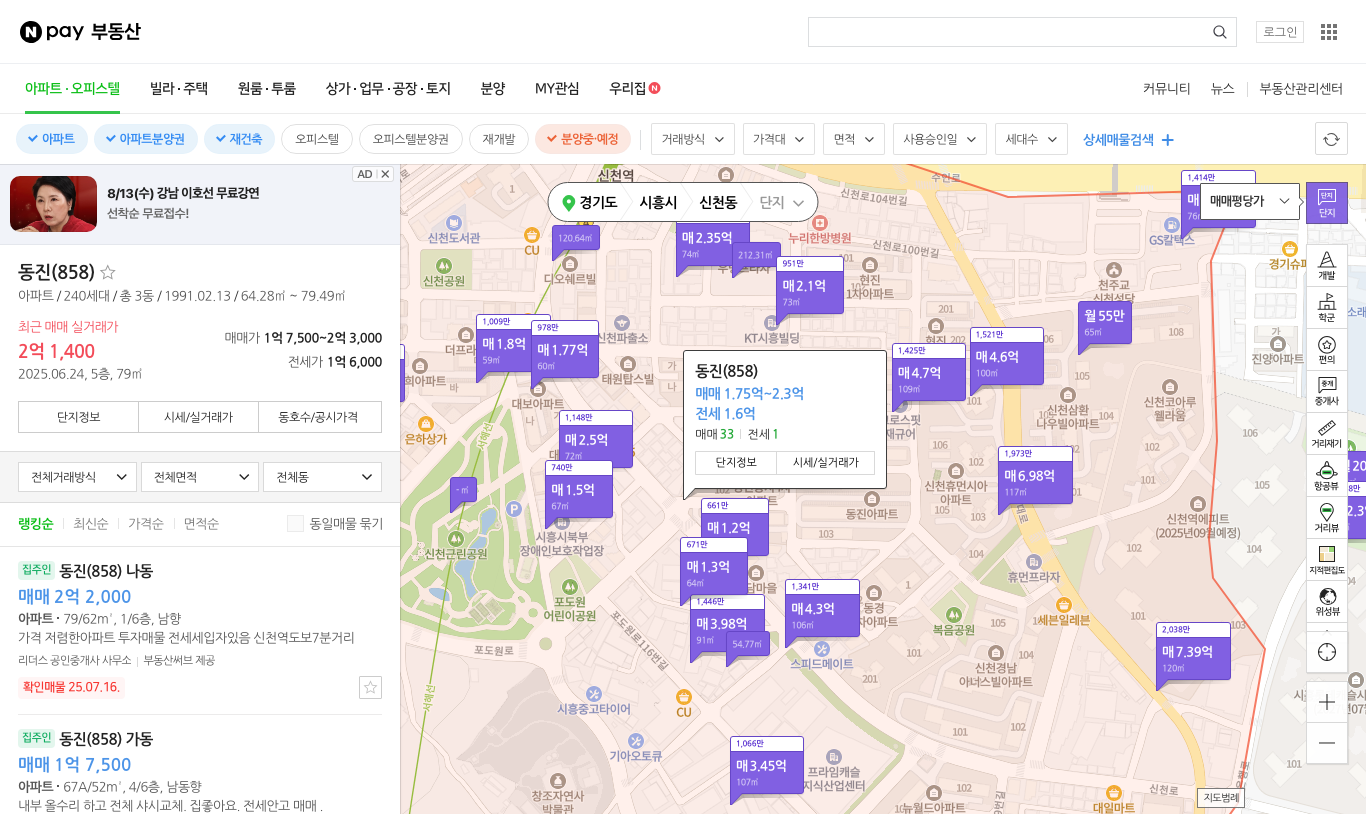 N pay 부동산
로그인
아파트·오피스텔
빌라·주택
원룸·투룸
상가·업무·공장·토지
분양
MY관심
우리집 N
커뮤니티
뉴스
부동산관리센터
아파트
아파트분양권
재건축
오피스텔
오피스텔분양권
재개발
분양중·예정
거래방식
가격대
면적
사용승인일
세대수
상세매물검색
8/13(수) 강남 이호선 무료강연
선착순 무료접수!
AD
동진(858)
아파트 / 240세대 / 총 3동 / 1991.02.13 / 64.28㎡ ~ 79.49㎡
최근 매매 실거래가
2억 1,400
2025.06.24, 5층, 79㎡
매매가 1억 7,500~2억 3,000
전세가 1억 6,000
단지정보
시세/실거래가
동호수/공시가격
전체거래방식
전체면적
전체동
랭킹순
최신순
가격순
면적순
동일매물 묶기
집주인 동진(858) 나동
매매 2억 2,000
아파트 · 79/62㎡, 1/6층, 남향
가격 저렴한아파트 투자매물 전세세입자있음 신천역도보7분거리
리더스 공인중개사 사무소 | 부동산써브 제공
확인매물 25.07.16.
집주인 동진(858) 가동
매매 1억 7,500
아파트 · 67A/52㎡, 4/6층, 남동향
내부 올수리 하고 전체 샤시교체. 집좋아요. 전세안고 매매 .
신천역
경기도
시흥시
신천동
단지
수인로
신천로104번길
신천로100번길
1,414만
매매평당가
단지
신천도서관
CU
120.64㎡
매2.35억
74㎡
212.31㎡
누리한방병원
GS칼텍스
신천공원
디오쉐르빌
951만
매2.1억
73㎡
현진
1차아파트
천주교
신천성당
경기슈퍼
개발
학군
1,009만
매1.8억
59㎡
978만
매1.77억
60㎡
신천파출소
KT시흥빌딩
월55만
65㎡
1,521만
매4.6억
100㎡
1,425만
매4.7억
109㎡
진양아파트
편의
중개
중개사
거리재기
태원탑스빌
대보아파트
동진(858)
매매 1.75억~2.3억
전세 1.6억
매매 33 | 전세 1
단지정보
시세/실거래가
신천삼환
나우빌아파트
신천코아루
웰라움
은하상가
1,148만
매2.5억
72㎡
740만
매1.5억
67㎡
- ㎡
1,973만
매6.98억
117㎡
신천휴먼시아
아파트
동진아파트
신천역에피트
(2025년09월예정)
항공뷰
거리뷰
지적편집도
위성뷰
661만
매1.2억
671만
매1.3억
64㎡
시흥시북부
장애인보호작업장
신천근린공원
포도원
어린이공원
포도원로116번길
포도원로
1,446만
매3.98억
91㎡
54.77㎡
1,341만
매4.3억
106㎡
스피드메이트
휴먼프라자
복음공원
세븐일레븐
신천경남
아너스빌아파트
2,038만
매7.39억
120㎡
서해선
시흥중고타이어
CU
기아오토큐
1,066만
매3.45억
107㎡
창조자연사
박물관
프라임캐슬
지식산업센터
뉴월드아파트
대일마트
지도범례